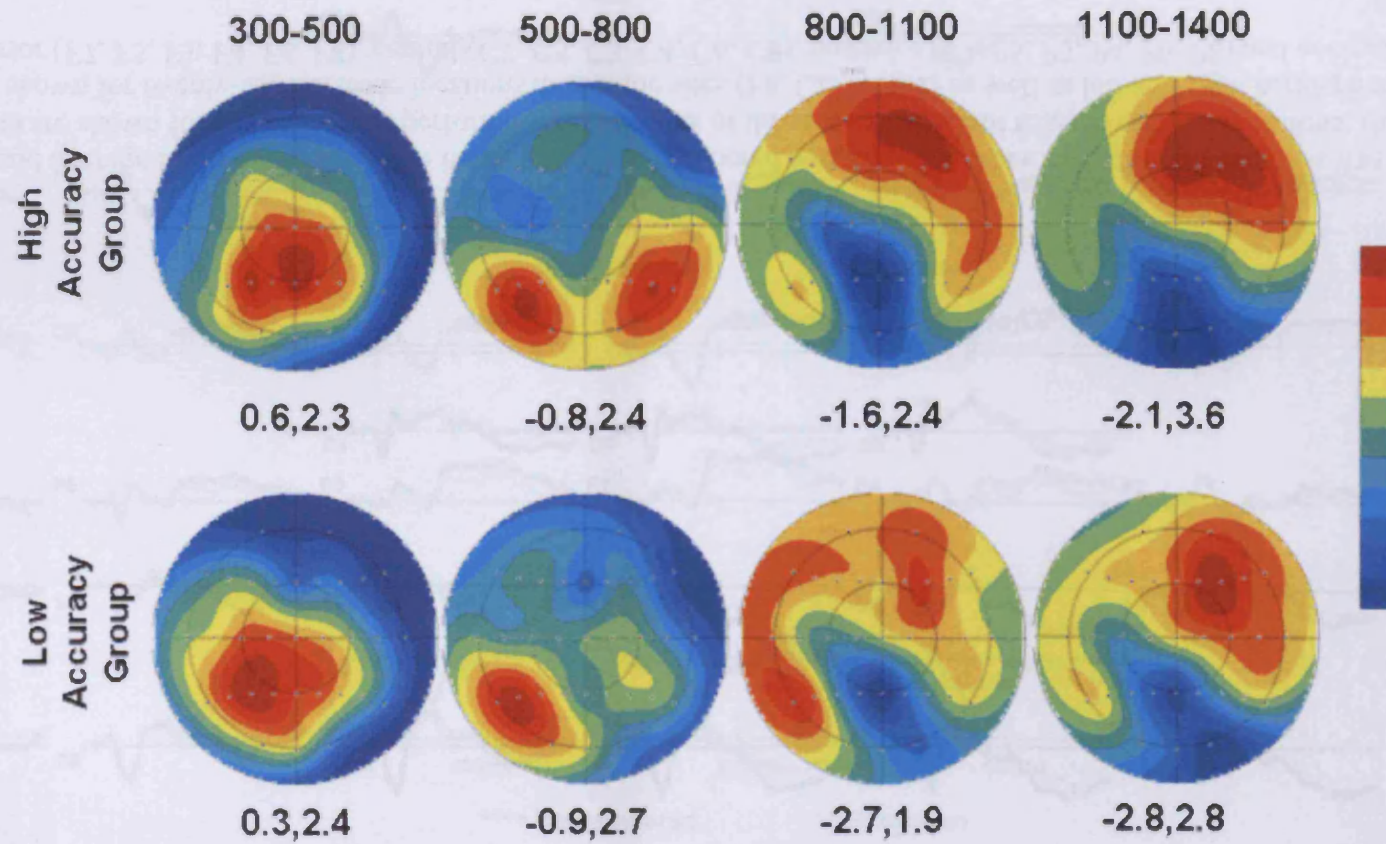 300-500 500-800 800-1100 1100-1400
High
Accuracy
Group
0.6,2.3 -0.8,2.4 -1.6,2.4 -2.1,3.6
Low
Accuracy
Group
0.3,2.4 -0.9,2.7 -2.7,1.9 -2.8,2.8